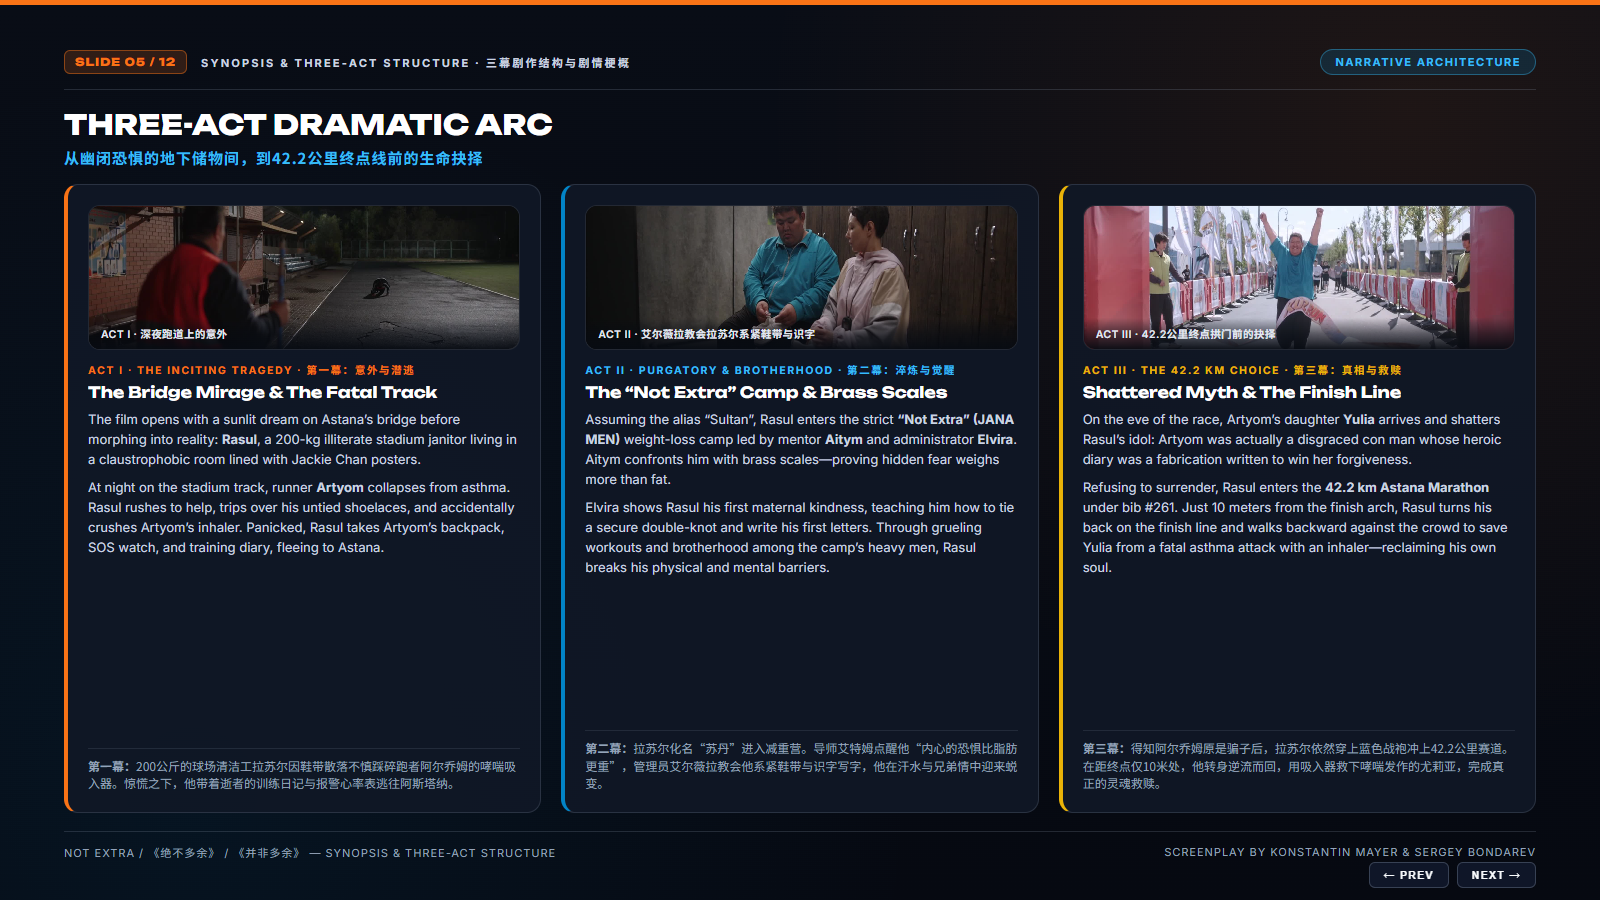 SLIDE 05 / 12
SYNOPSIS & THREE-ACT STRUCTURE · 三幕剧作结构与剧情梗概
NARRATIVE ARCHITECTURE
THREE-ACT DRAMATIC ARC
从幽闭恐惧的地下储物间，到42.2公里终点线前的生命抉择
ACT I · 深夜跑道上的意外
ACT I · THE INCITING TRAGEDY · 第一幕：意外与潜逃
The Bridge Mirage & The Fatal Track
The film opens with a sunlit dream on Astana’s bridge before
morphing into reality: Rasul, a 200-kg illiterate stadium janitor living in
a claustrophobic room lined with Jackie Chan posters.
At night on the stadium track, runner Artyom collapses from asthma.
Rasul rushes to help, trips over his untied shoelaces, and accidentally
crushes Artyom’s inhaler. Panicked, Rasul takes Artyom’s backpack,
SOS watch, and training diary, fleeing to Astana.
第一幕：200公斤的球场清洁工拉苏尔因鞋带散落不慎踩碎跑者阿尔乔姆的哮喘吸
入器。惊慌之下，他带着逝者的训练日记与报警心率表逃往阿斯塔纳。
ACT II · 艾尔薇拉教会拉苏尔系紧鞋带与识字
ACT II · PURGATORY & BROTHERHOOD · 第二幕：淬炼与觉醒
The “Not Extra” Camp & Brass Scales
Assuming the alias “Sultan”, Rasul enters the strict “Not Extra” (JANA
MEN) weight-loss camp led by mentor Aitym and administrator Elvira.
Aitym confronts him with brass scales—proving hidden fear weighs
more than fat.
Elvira shows Rasul his first maternal kindness, teaching him how to tie
a secure double-knot and write his first letters. Through grueling
workouts and brotherhood among the camp’s heavy men, Rasul
breaks his physical and mental barriers.
第二幕：拉苏尔化名“苏丹”进入减重营。导师艾特姆点醒他“内心的恐惧比脂肪
更重”，管理员艾尔薇拉教会他系紧鞋带与识字写字，他在汗水与兄弟情中迎来蜕
变。
ACT III · 42.2公里终点拱门前的抉择
ACT III · THE 42.2 KM CHOICE · 第三幕：真相与救赎
Shattered Myth & The Finish Line
On the eve of the race, Artyom’s daughter Yulia arrives and shatters
Rasul’s idol: Artyom was actually a disgraced con man whose heroic
diary was a fabrication written to win her forgiveness.
Refusing to surrender, Rasul enters the 42.2 km Astana Marathon
under bib #261. Just 10 meters from the finish arch, Rasul turns his
back on the finish line and walks backward against the crowd to save
Yulia from a fatal asthma attack with an inhaler—reclaiming his own
soul.
第三幕：得知阿尔乔姆原是骗子后，拉苏尔依然穿上蓝色战袍冲上42.2公里赛道。
在距终点仅10米处，他转身逆流而回，用吸入器救下哮喘发作的尤莉亚，完成真
正的灵魂救赎。
NOT EXTRA / 《绝不多余》 / 《并非多余》 — SYNOPSIS & THREE-ACT STRUCTURE
SCREENPLAY BY KONSTANTIN MAYER & SERGEY BONDAREV
← PREV
NEXT →